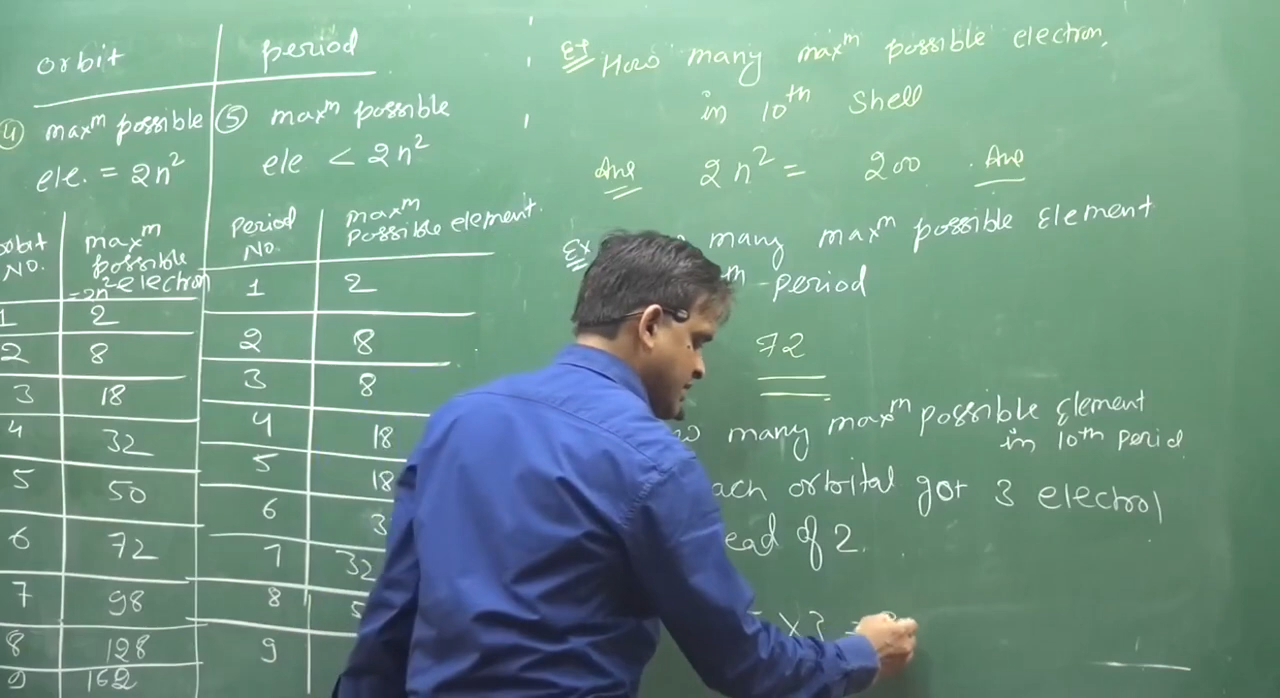 orbit
period
④ maxᵐ possible
ele. = 2n²
⑤ maxᵐ possible
ele < 2n²
NO.
maxᵐ
possible
electron
=2n²
1 2
2 8
3 18
4 32
5 50
6 72
7 98
8 128
9 162
Period
NO.
maxᵐ
possible element.
1 2
2 8
3 8
4 18
5 18
6
7 32
8
9
Ex How many maxᵐ possible electron,
in 10ᵗʰ Shell
Ans 2n² = 200 . Ans
Ex many maxᵐ possible Element
period
72
many maxᵐ possible Element
in 10ᵗʰ period
orbital got 3 electrol
of 2.